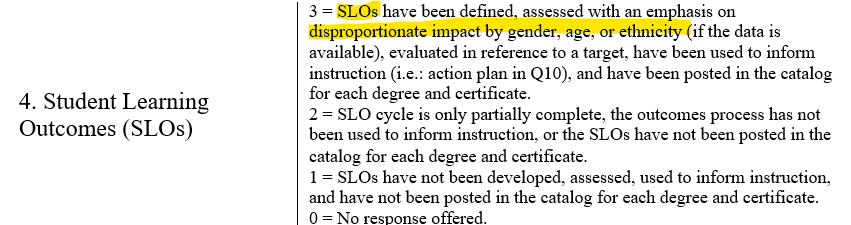 3 = SLOs have been defined, assessed with an emphasis on
disproportionate impact by gender, age, or ethnicity (if the data is
available), evaluated in reference to a target, have been used to inform
instruction (i.e.: action plan in Q10), and have been posted in the catalog
for each degree and certificate.
4. Student Learning
Outcomes (SLOs)
2 = SLO cycle is only partially complete, the outcomes process has not
been used to inform instruction, or the SLOs have not been posted in the
catalog for each degree and certificate.
1 = SLOs have not been developed, assessed, used to inform instruction,
and have not been posted in the catalog for each degree and certificate.
0 = No response offered.